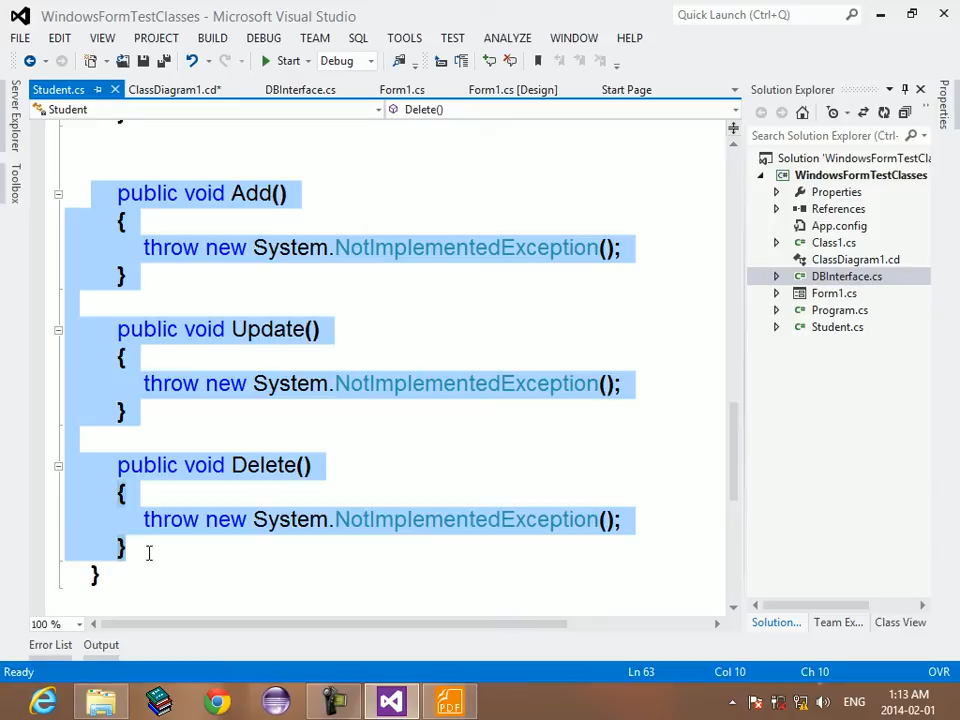 WindowsFormTestClasses - Microsoft Visual Studio
Quick Launch (Ctrl+Q)
FILE EDIT VIEW PROJECT BUILD DEBUG TEAM SQL TOOLS TEST ANALYZE WINDOW HELP
Start Debug
Student.cs ClassDiagram1.cd* DBInterface.cs Form1.cs Form1.cs [Design] Start Page
Student Delete()
Server Explorer
Toolbox
}
public void Add()
{
throw new System.NotImplementedException();
}
public void Update()
{
throw new System.NotImplementedException();
}
public void Delete()
{
throw new System.NotImplementedException();
}
}
100 %
Solution Explorer
Search Solution Explorer (Ctrl+
Solution 'WindowsFormTestCla
WindowsFormTestClasses
Properties
References
App.config
Class1.cs
ClassDiagram1.cd
DBInterface.cs
Form1.cs
Program.cs
Student.cs
Solution... Team Ex... Class View
Properties
Error List Output
Ready Ln 63 Col 10 Ch 10 OVR
PDF
ENG
1:13 AM
2014-02-01